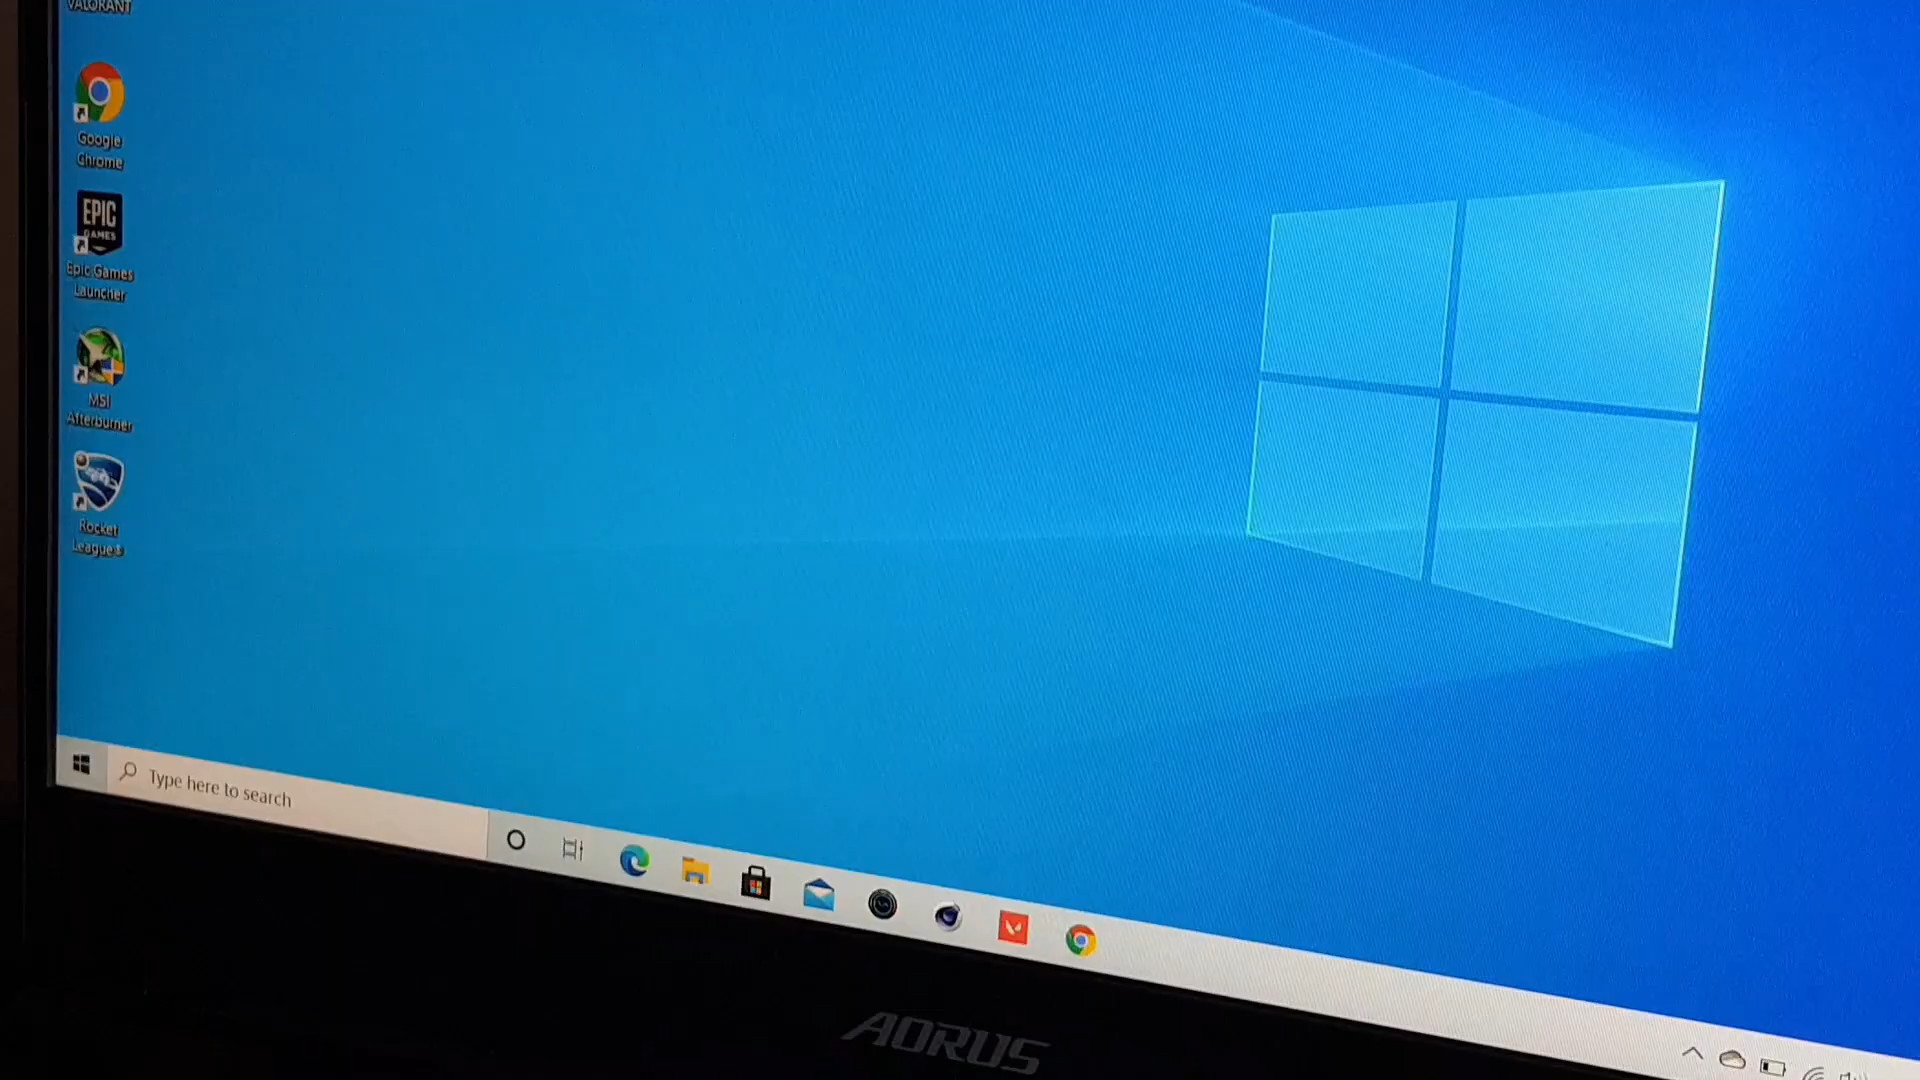 VALORANT
Google
Chrome
EPIC
GAMES
Epic Games
Launcher
MSI
Afterburner
Rocket
League®
Type here to search
AORUS